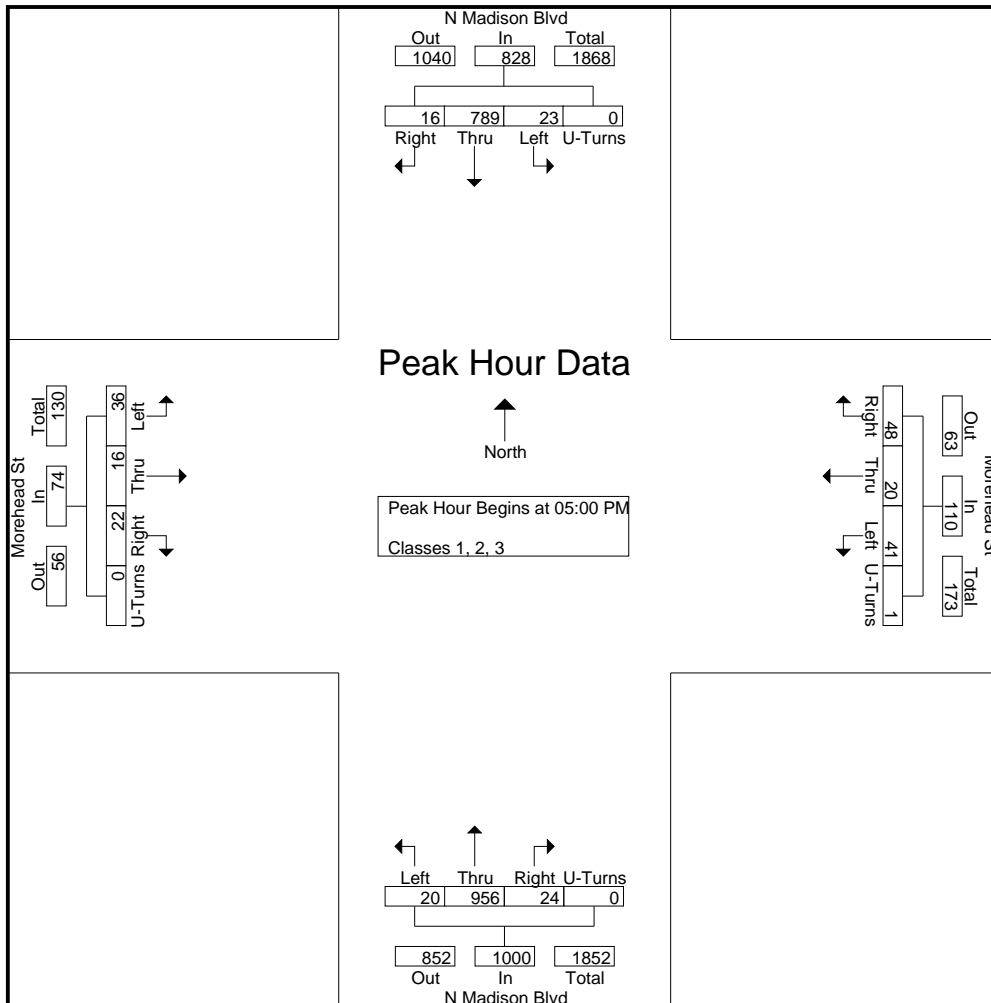 N Madison Blvd
Out In Total
1040 828 1868
16 789 23 0
Right Thru Left U-Turns
Peak Hour Data
North
Peak Hour Begins at 05:00 PM
Classes 1, 2, 3
Morehead St
Total In Out
130 74 56
36 16 22 0
Left Thru Right U-Turns
Morehead St
Out In Total
63 110 173
48 20 41 1
Right Thru Left U-Turns
Left Thru Right U-Turns
20 956 24 0
852 1000 1852
Out In Total
N Madison Blvd